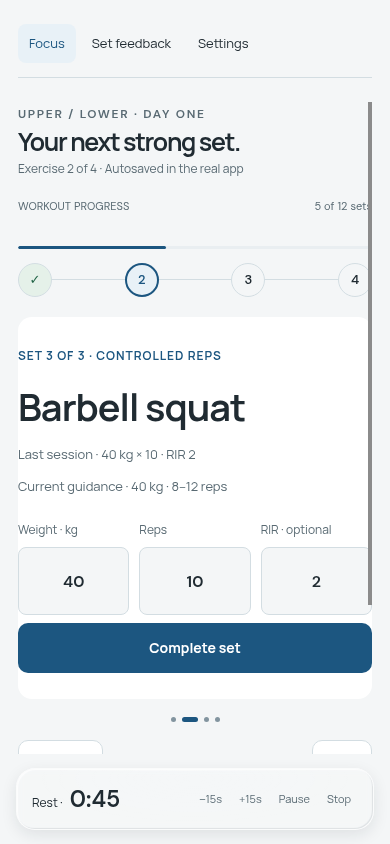 Focus Set feedback Settings
UPPER / LOWER · DAY ONE
Your next strong set.
Exercise 2 of 4 · Autosaved in the real app
WORKOUT PROGRESS 5 of 12 sets
✓ 2 3 4
SET 3 OF 3 · CONTROLLED REPS
Barbell squat
Last session · 40 kg × 10 · RIR 2
Current guidance · 40 kg · 8–12 reps
Weight · kg Reps RIR · optional
40 10 2
Complete set
Rest · 0:45 −15s +15s Pause Stop